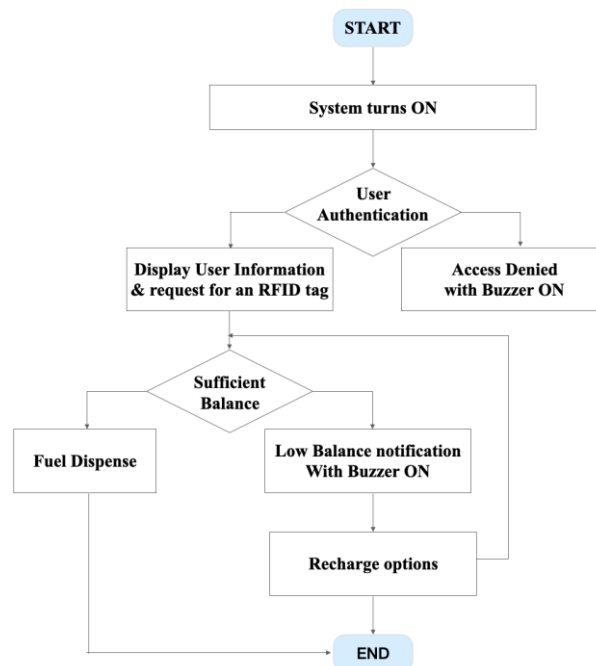 START
System turns ON
User
Authentication
Display User Information
& request for an RFID tag
Access Denied
with Buzzer ON
Sufficient
Balance
Fuel Dispense
Low Balance notification
With Buzzer ON
Recharge options
END